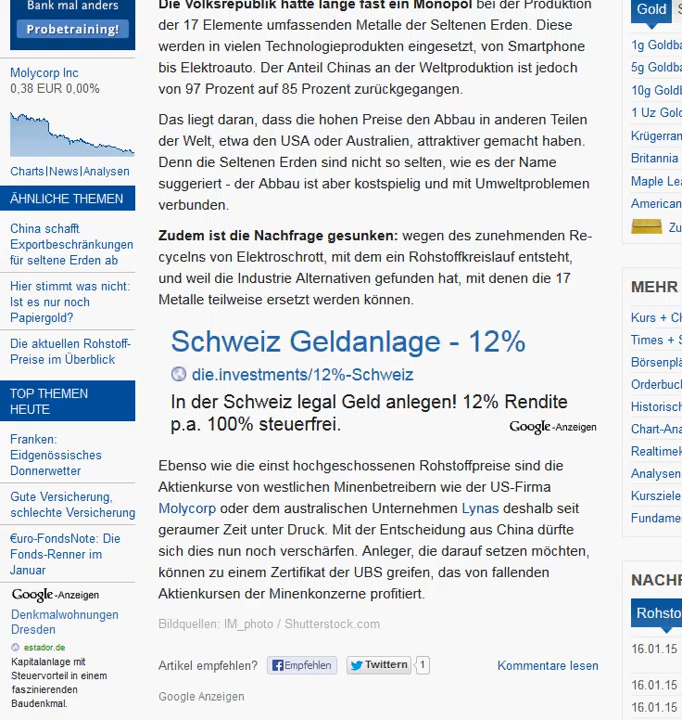 Bank mal anders
Probetraining!
Molycorp Inc
0,38 EUR 0,00%
Charts|News|Analysen
ÄHNLICHE THEMEN
China schafft
Exportbeschränkungen
für seltene Erden ab
Hier stimmt was nicht:
Ist es nur noch
Papiergold?
Die aktuellen Rohstoff-
Preise im Überblick
TOP THEMEN
HEUTE
Franken:
Eidgenössisches
Donnerwetter
Gute Versicherung,
schlechte Versicherung
€uro-FondsNote: Die
Fonds-Renner im
Januar
Google-Anzeigen
Denkmalwohnungen
Dresden
estador.de
Kapitalanlage mit
Steuervorteil in einem
faszinierenden
Baudenkmal.
Die Volksrepublik hatte lange fast ein Monopol bei der Produktion
der 17 Elemente umfassenden Metalle der Seltenen Erden. Diese
werden in vielen Technologieprodukten eingesetzt, von Smartphone
bis Elektroauto. Der Anteil Chinas an der Weltproduktion ist jedoch
von 97 Prozent auf 85 Prozent zurückgegangen.
Das liegt daran, dass die hohen Preise den Abbau in anderen Teilen
der Welt, etwa den USA oder Australien, attraktiver gemacht haben.
Denn die Seltenen Erden sind nicht so selten, wie es der Name
suggeriert - der Abbau ist aber kostspielig und mit Umweltproblemen
verbunden.
Zudem ist die Nachfrage gesunken: wegen des zunehmenden Re-
cycelns von Elektroschrott, mit dem ein Rohstoffkreislauf entsteht,
und weil die Industrie Alternativen gefunden hat, mit denen die 17
Metalle teilweise ersetzt werden können.
Schweiz Geldanlage - 12%
die.investments/12%-Schweiz
In der Schweiz legal Geld anlegen! 12% Rendite
p.a. 100% steuerfrei.
Google-Anzeigen
Ebenso wie die einst hochgeschossenen Rohstoffpreise sind die
Aktienkurse von westlichen Minenbetreibern wie der US-Firma
Molycorp oder dem australischen Unternehmen Lynas deshalb seit
geraumer Zeit unter Druck. Mit der Entscheidung aus China dürfte
sich dies nun noch verschärfen. Anleger, die darauf setzen möchten,
können zu einem Zertifikat der UBS greifen, das von fallenden
Aktienkursen der Minenkonzerne profitiert.
Bildquellen: IM_photo / Shutterstock.com
Artikel empfehlen? Empfehlen Twittern 1 Kommentare lesen
Google Anzeigen
Gold
1g Goldba
5g Goldba
10g Goldb
1 Uz Gold
Krügerran
Britannia
Maple Lea
American
Zu
MEHR
Kurs + Ch
Times + S
Börsenplä
Orderbuch
Historisch
Chart-Ana
Realtimek
Analysen
Kursziele
Fundamen
NACHR
Rohsto
16.01.15
16.01.15
16.01.15